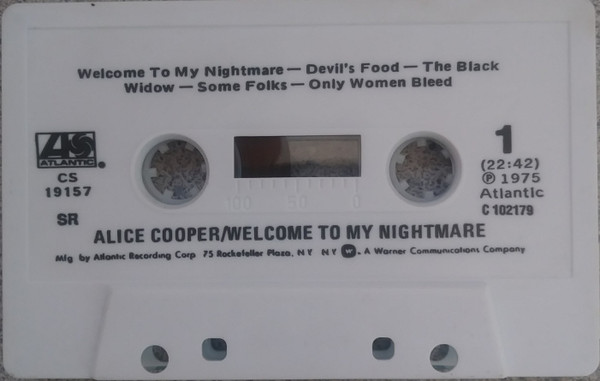 Welcome To My Nightmare — Devil's Food — The Black
Widow — Some Folks — Only Women Bleed
ATLANTIC
CS
19157
SR
1
(22:42)
℗ 1975
Atlantic
C 102179
100 50 0
ALICE COOPER/WELCOME TO MY NIGHTMARE
Mfg by Atlantic Recording Corp 75 Rockefeller Plaza, N Y N Y W. A Warner Communications Company